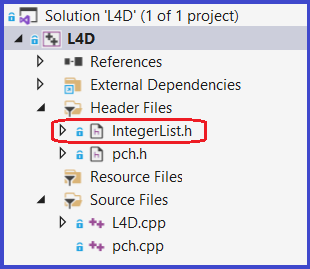 Solution 'L4D' (1 of 1 project)
L4D
References
External Dependencies
Header Files
IntegerList.h
pch.h
Resource Files
Source Files
L4D.cpp
pch.cpp